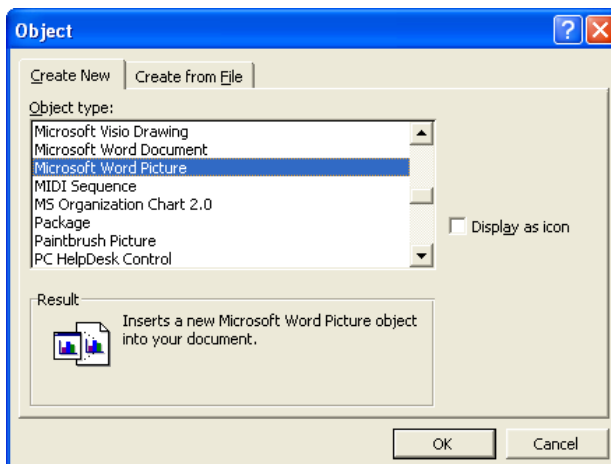 Object
Create New
Create from File
Object type:
Microsoft Visio Drawing
Microsoft Word Document
Microsoft Word Picture
MIDI Sequence
MS Organization Chart 2.0
Package
Paintbrush Picture
PC HelpDesk Control
Display as icon
Result
Inserts a new Microsoft Word Picture object
into your document.
OK
Cancel